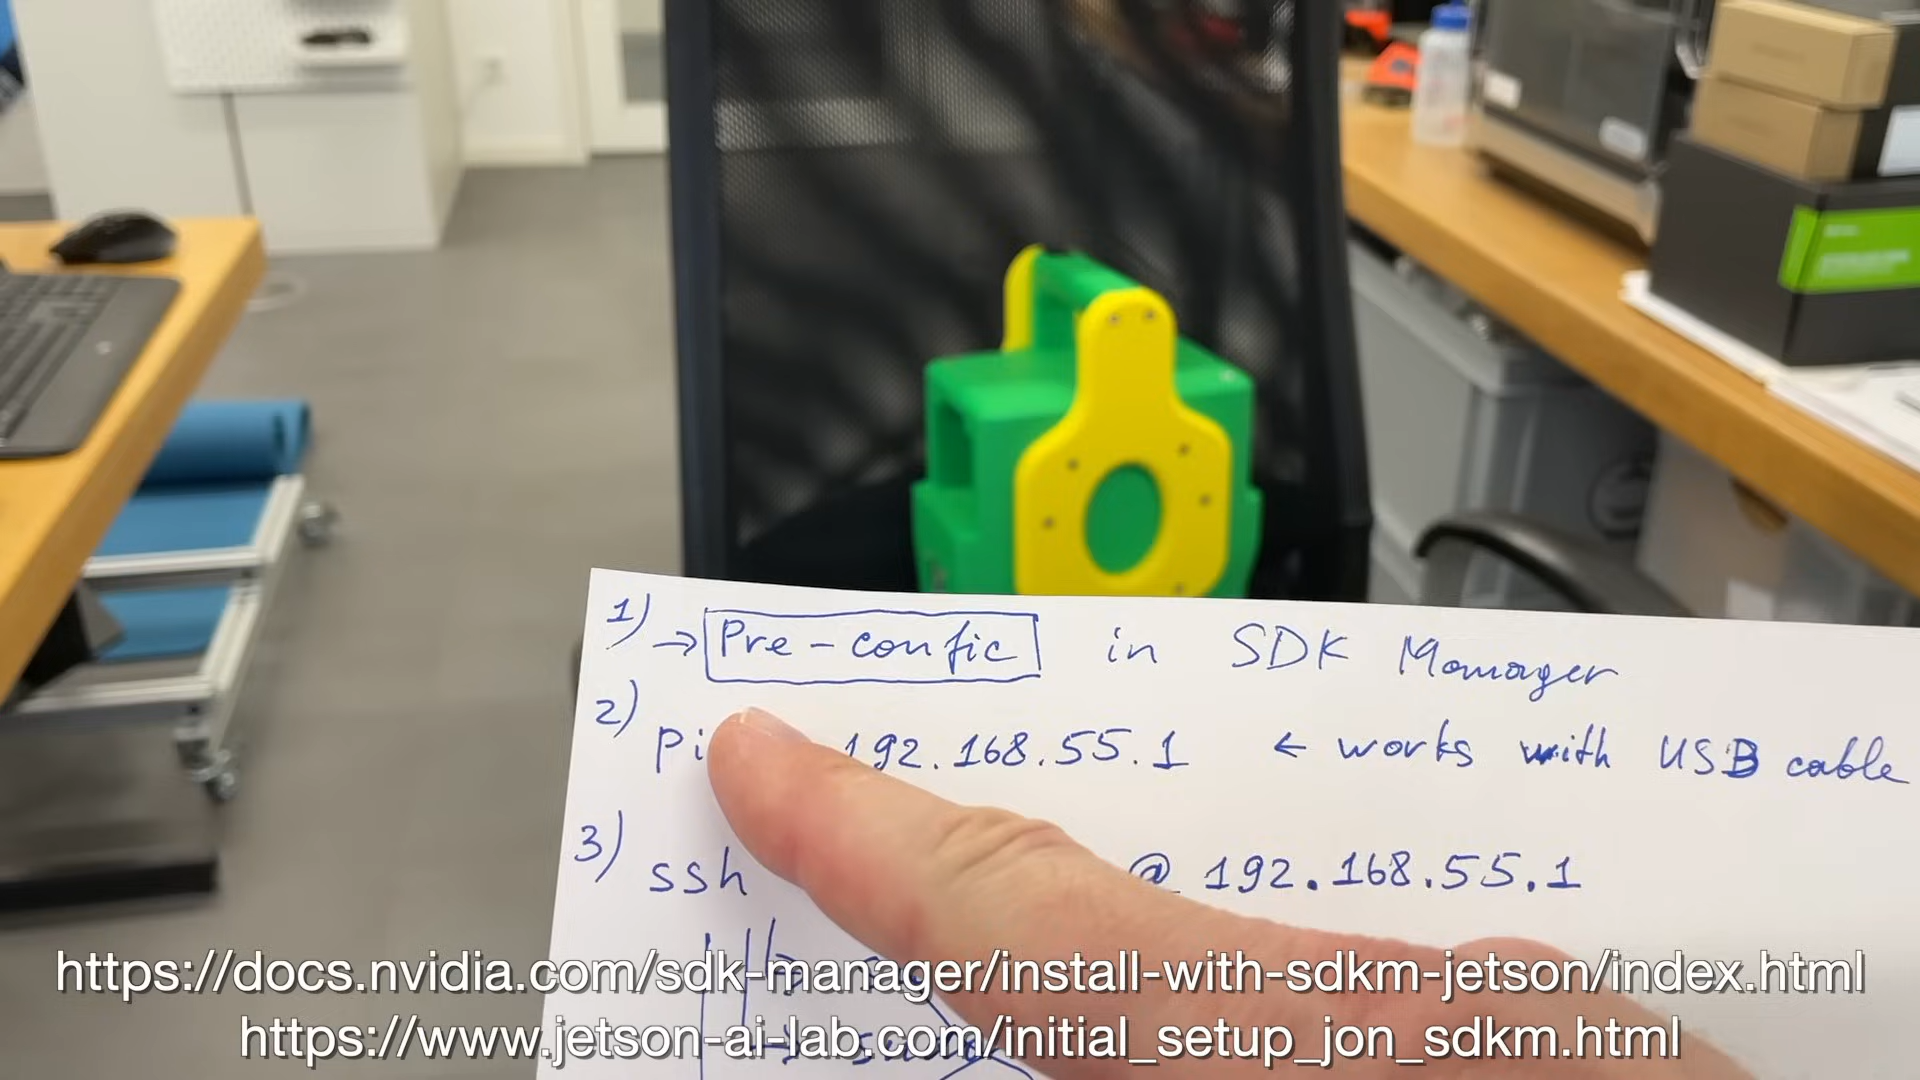 1) → Pre-confic in SDK Manager
2) pi 192.168.55.1 ← works with USB cable
3) ssh @ 192.168.55.1
https://docs.nvidia.com/sdk-manager/install-with-sdkm-jetson/index.html
https://www.jetson-ai-lab.com/initial_setup_jon_sdkm.html